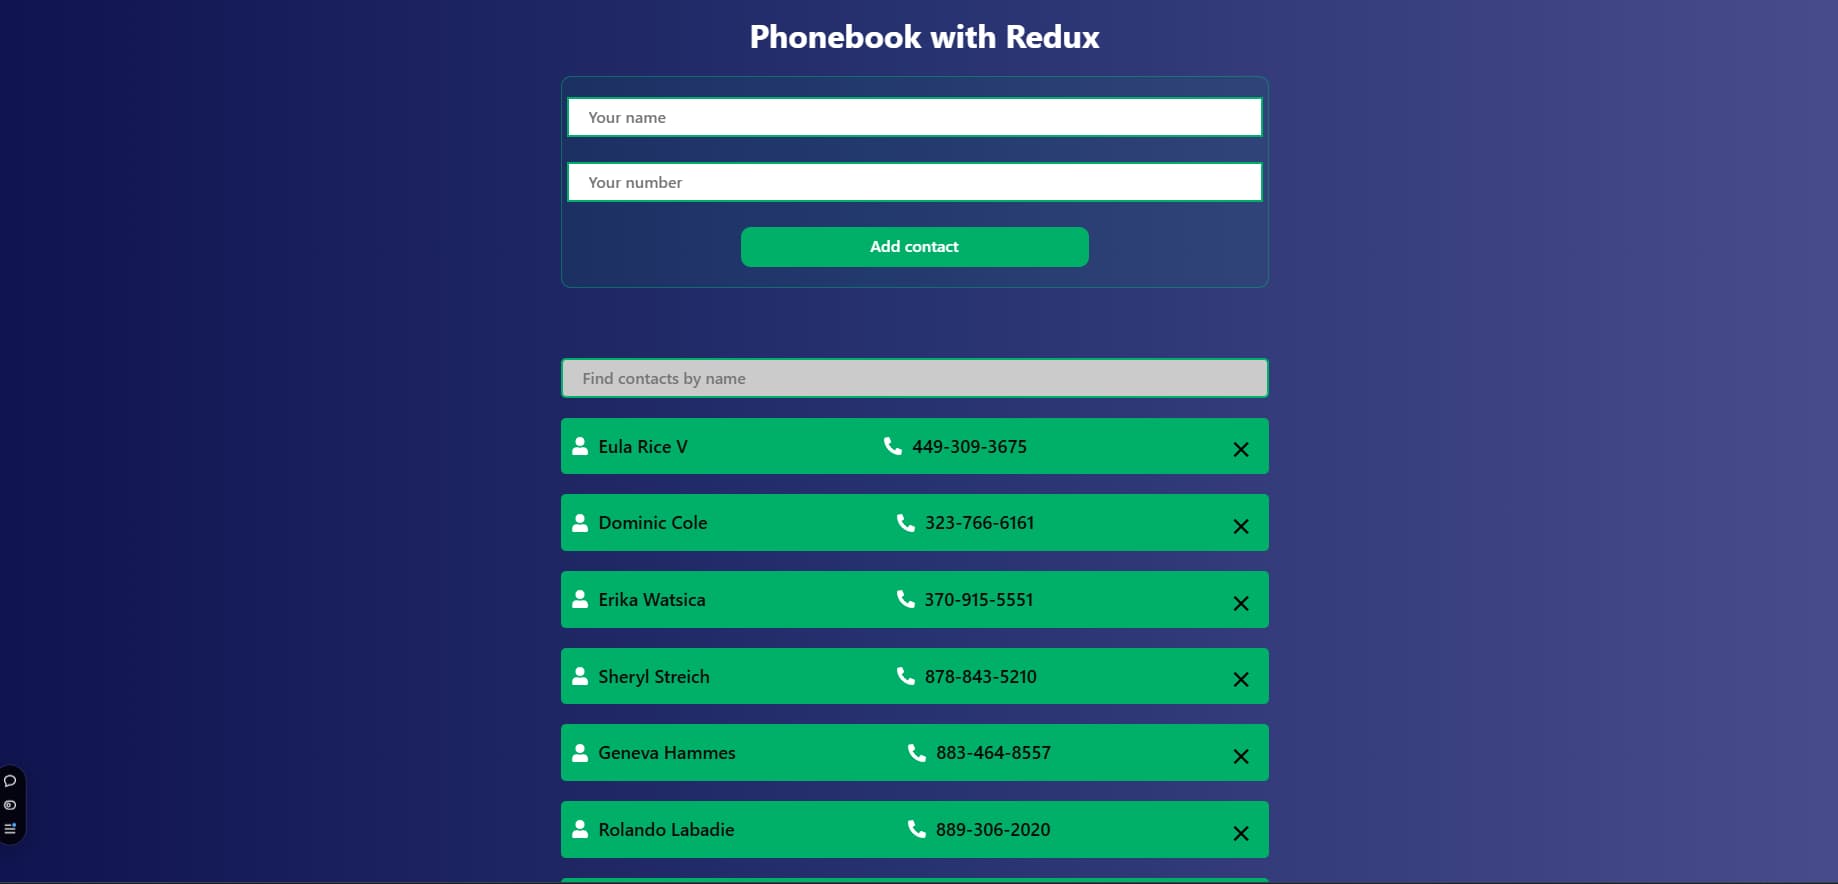 Phonebook with Redux
Your name
Your number
Add contact
Find contacts by name
Eula Rice V 449-309-3675
Dominic Cole 323-766-6161
Erika Watsica 370-915-5551
Sheryl Streich 878-843-5210
Geneva Hammes 883-464-8557
Rolando Labadie 889-306-2020